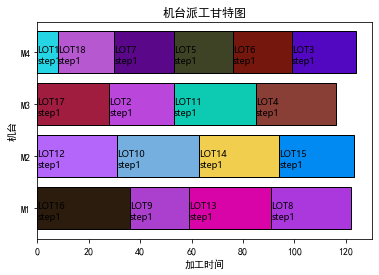 机台派工甘特图
M4
LOT1
step1
LOT18
step1
LOT7
step1
LOT5
step1
LOT6
step1
LOT3
step1
M3
LOT17
step1
LOT2
step1
LOT11
step1
LOT4
step1
机台
M2
LOT12
step1
LOT10
step1
LOT14
step1
LOT15
step1
M1
LOT16
step1
LOT9
step1
LOT13
step1
LOT8
step1
0 20 40 60 80 100 120
加工时间